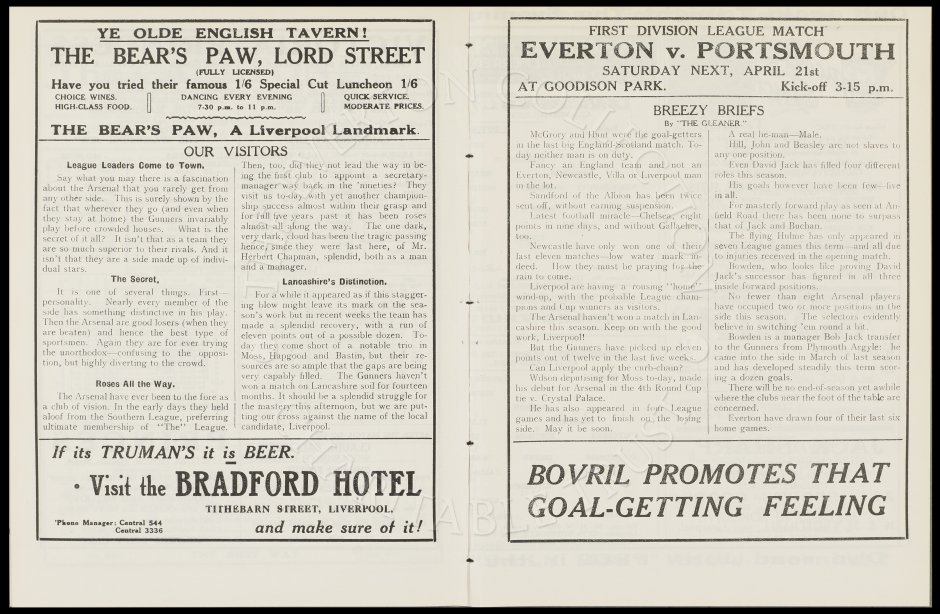 YE OLDE ENGLISH TAVERN!
THE BEAR'S PAW, LORD STREET
(FULLY LICENSED)
Have you tried their famous 1/6 Special Cut Luncheon 1/6
CHOICE WINES.
HIGH-CLASS FOOD.
DANCING EVERY EVENING
7-30 p.m. to 11 p.m.
QUICK SERVICE.
MODERATE PRICES.
THE BEAR'S PAW, A Liverpool Landmark.
OUR VISITORS
League Leaders Come to Town.
Say what you may there is a fascination
about the Arsenal that you rarely get from
any other side. This is surely shown by the
fact that wherever they go (and even when
they stay at home) the Gunners invariably
play before crowded houses. What is the
secret of it all? It isn't that as a team they
are so much superior to their rivals. And it
isn't that they are a side made up of indivi-
dual stars.
The Secret.
It is one of several things. First—
personality. Nearly every member of the
side has something distinctive in his play.
Then the Arsenal are good losers (when they
are beaten) and hence the best type of
sportsmen. Again they are for ever trying
the unorthodox—confusing to the opposi-
tion, but highly diverting to the crowd.
Roses All the Way.
The Arsenal have ever been to the fore as
a club of vision. In the early days they held
aloof from the Southern League, preferring
ultimate membership of "The" League.
Then, too, did they not lead the way in be-
ing the first club to appoint a secretary-
manager way back in the 'nineties? They
visit us to-day with yet another champion-
ship success almost within their grasp and
for full five years past it has been roses
almost all along the way. The one dark,
very dark, cloud has been the tragic passing
hence, since they were last here, of Mr.
Herbert Chapman, splendid, both as a man
and a manager.
Lancashire's Distinction.
For a while it appeared as if this stagger-
ing blow might leave its mark on the sea-
son's work but in recent weeks the team has
made a splendid recovery, with a run of
eleven points out of a possible dozen. To-
day they come short of a notable trio in
Moss, Hapgood and Bastin, but their re-
sources are so ample that the gaps are being
very capably filled. The Gunners haven't
won a match on Lancashire soil for fourteen
months. It should be a splendid struggle for
the mastery this afternoon, but we are put-
ting our cross against the name of the local
candidate, Liverpool.
If its TRUMAN'S it is BEER.
· Visit the BRADFORD HOTEL
TITHEBARN STREET, LIVERPOOL.
'Phone Manager: Central 544
Central 3336
and make sure of it!
FIRST DIVISION LEAGUE MATCH
EVERTON v. PORTSMOUTH
SATURDAY NEXT, APRIL 21st
AT GOODISON PARK. Kick-off 3-15 p.m.
BREEZY BRIEFS
By "THE GLEANER."
McGrory and Hunt were the goal-getters
in the last big England-Scotland match. To-
day neither man is on duty.
Fancy an England team and not an
Everton, Newcastle, Villa or Liverpool man
in the lot.
Sandford of the Albion has been twice
sent off, without earning suspension.
Latest football miracle—Chelsea, eight
points in nine days, and without Gallacher,
too.
Newcastle have only won one of their
last eleven matches—low water mark in-
deed. How they must be praying for the
rain to come.
Liverpool are having a rousing "home"
wind-up, with the probable League cham-
pions and Cup winners as visitors.
The Arsenal haven't won a match in Lan-
cashire this season. Keep on with the good
work, Liverpool!
But the Gunners have picked up eleven
points out of twelve in the last five weeks.
Can Liverpool apply the curb-chain?
Wilson deputising for Moss to-day, made
his debut for Arsenal in the 4th Round Cup
tie v. Crystal Palace.
He has also appeared in four League
games and has yet to finish on the losing
side. May it be soon.
A real he-man—Male.
Hill, John and Beasley are not slaves to
any one position.
Even David Jack has filled four different
roles this season.
His goals however have been few—five
in all.
For masterly forward play as seen at An-
field Road there has been none to surpass
that of Jack and Buchan.
The flying Hulme has only appeared in
seven League games this term—and all due
to injuries received in the opening match.
Bowden, who looks like proving David
Jack's successor has figured in all three
inside forward positions.
No fewer than eight Arsenal players
have occupied two or more positions in the
side this season. The selectors evidently
believe in switching 'em round a bit.
Bowden is a manager Bob Jack transfer
to the Gunners from Plymouth Argyle: he
came into the side in March of last season
and has developed steadily this term scor-
ing a dozen goals.
There will be no end-of-season yet awhile
where the clubs near the foot of the table are
concerned.
Everton have drawn four of their last six
home games.
BOVRIL PROMOTES THAT
GOAL-GETTING FEELING